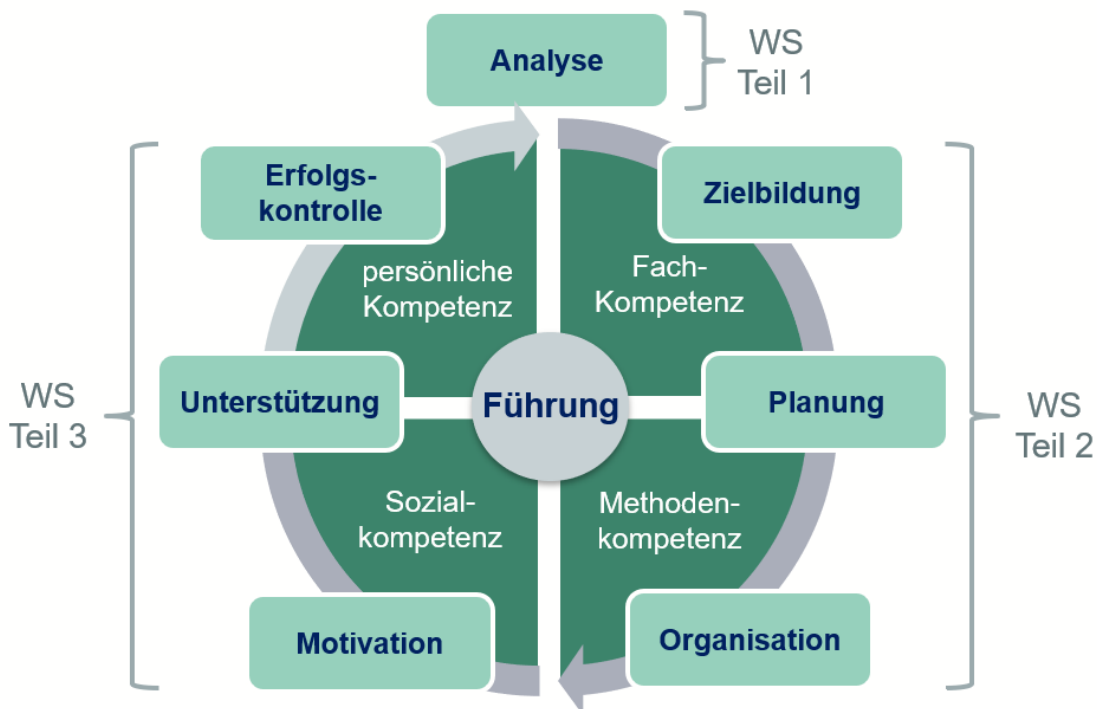 Analyse
WS
Teil 1
Erfolgs-
kontrolle
Zielbildung
persönliche
Kompetenz
Fach-
Kompetenz
WS
Teil 3
Unterstützung
Führung
Planung
WS
Teil 2
Sozial-
kompetenz
Methoden-
kompetenz
Motivation
Organisation